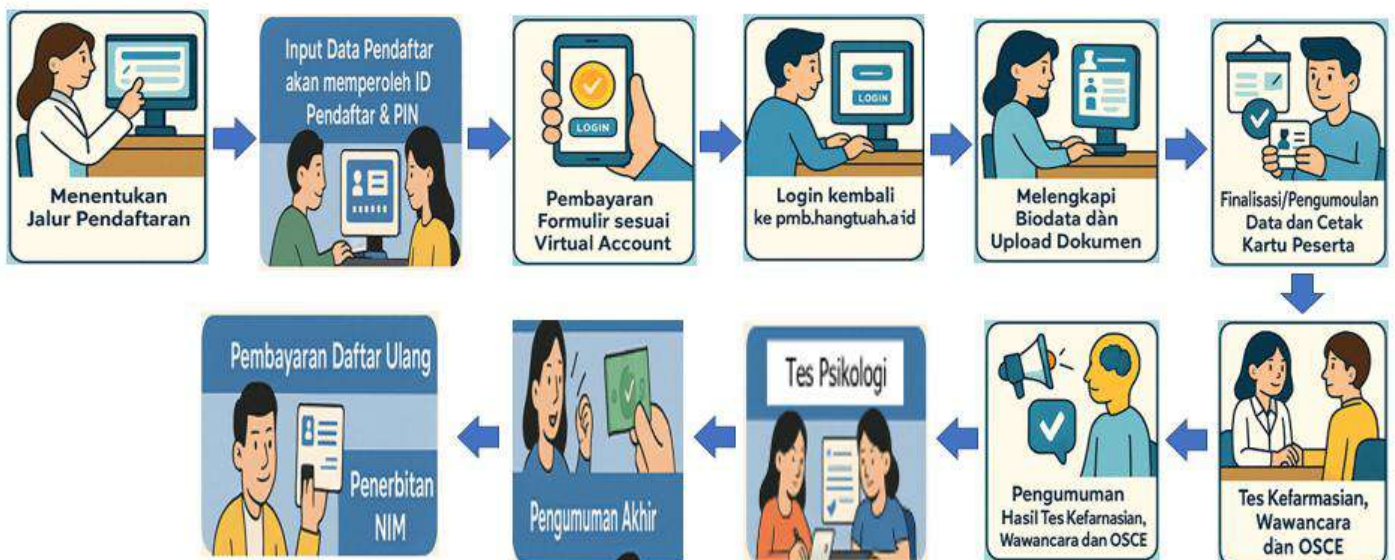 Menentukan
Jalur Pendaftaran
Input Data Pendaftar
akan memperoleh ID
Pendaftar & PIN
LOGIN
Pembayaran
Formulir sesuai
Virtual Account
LOGIN
Login kembali
ke pmb.hangtuah.a id
Melengkapi
Biodata dàn
Upload Dokumen
Finalisasi/Pengumoulan
Data dan Cetak
Kartu Peserta
Tes Kefarmasian,
Wawancara
dan OSCE
Pengumuman
Hasil Tes Kefarnasian,
Wawancara dan OSCE
Tes Psikologi
Pengumuman Akhir
Pembayaran Daftar Ulang
Penerbitan
NIM